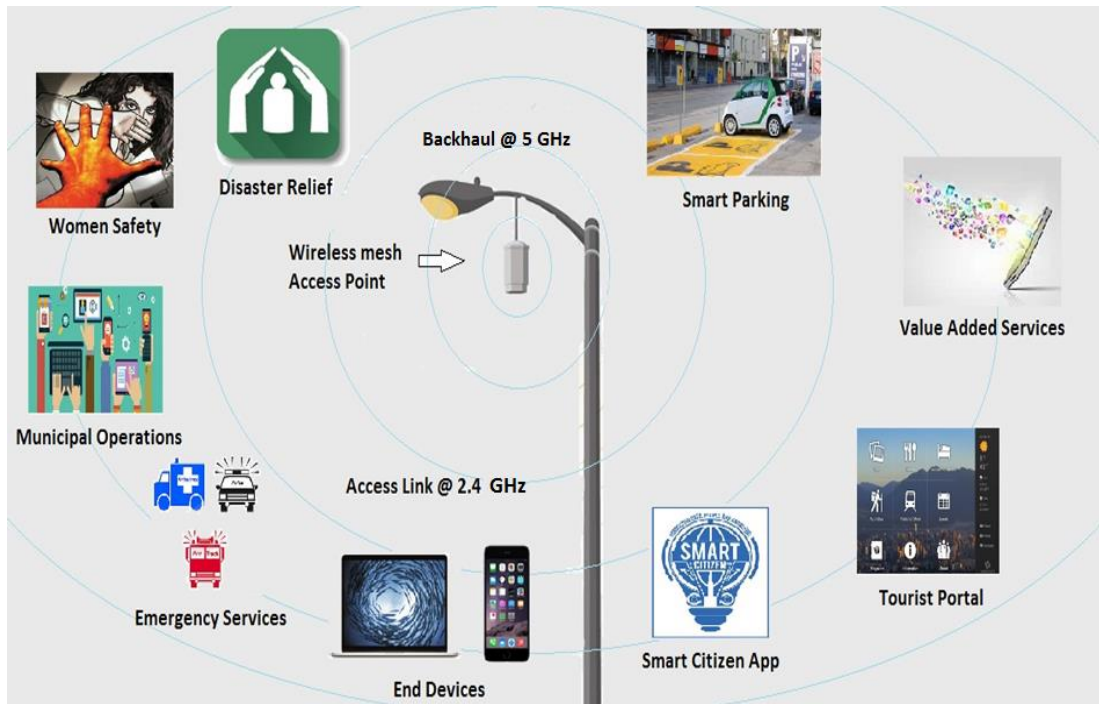 Backhaul @ 5 GHz
Disaster Relief
Smart Parking
Women Safety
Wireless mesh
Access Point
Value Added Services
Municipal Operations
Access Link @ 2.4 GHz
SMART
CITIZEN
Emergency Services
Tourist Portal
Smart Citizen App
End Devices